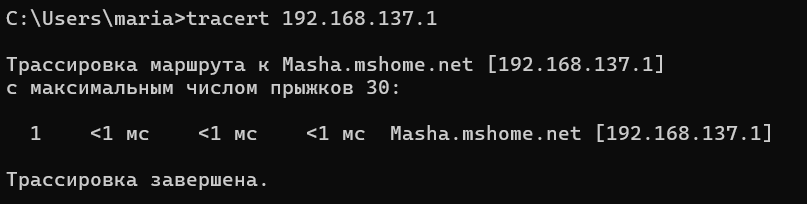 C:\Users\maria>tracert 192.168.137.1
Трассировка маршрута к Masha.mshome.net [192.168.137.1]
с максимальным числом прыжков 30:
1 <1 мс <1 мс <1 мс Masha.mshome.net [192.168.137.1]
Трассировка завершена.